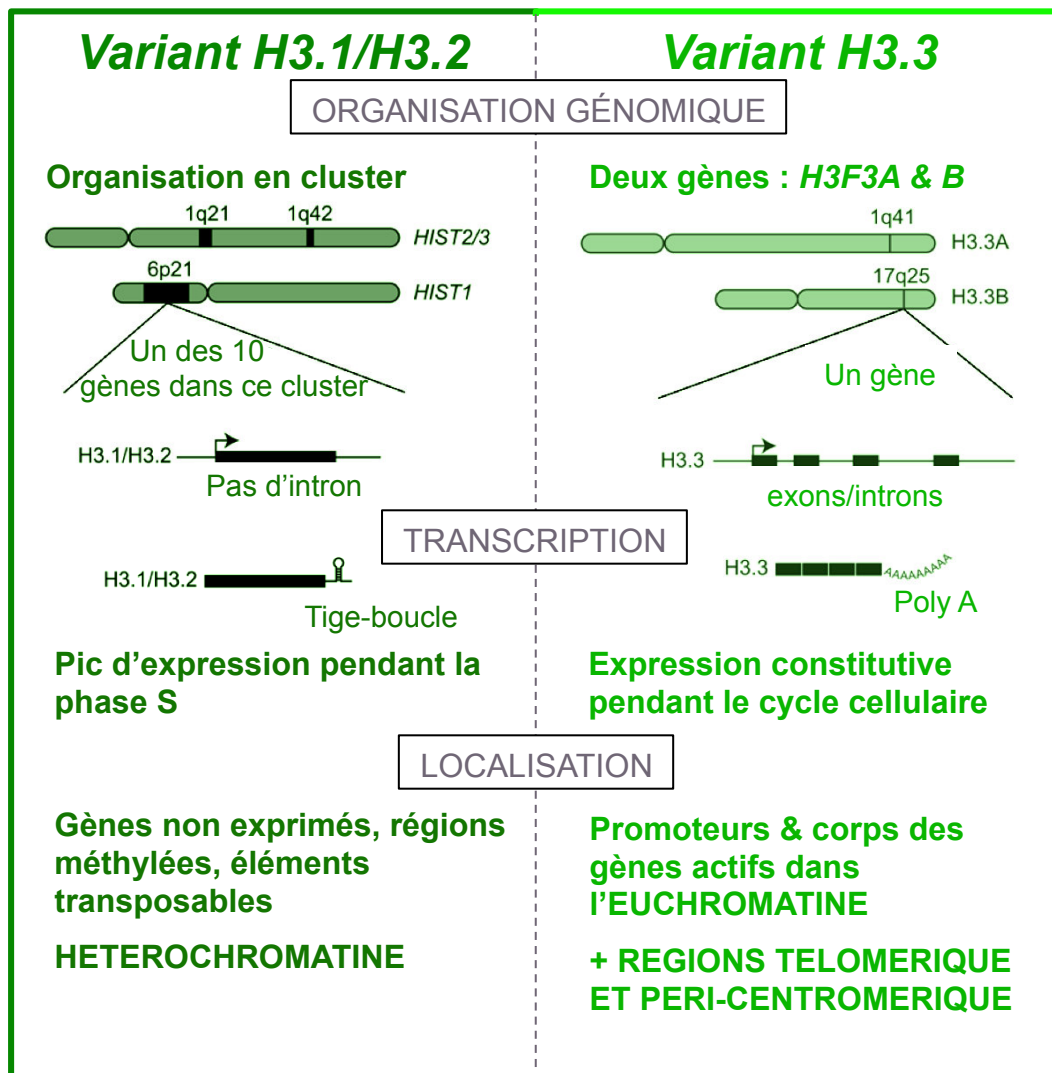 Variant H3.1/H3.2
Variant H3.3
ORGANISATION GÉNOMIQUE
Organisation en cluster
1q21
1q42
HIST2/3
6p21
HIST1
Un des 10
gènes dans ce cluster
H3.1/H3.2
Pas d’intron
Deux gènes : H3F3A & B
1q41
H3.3A
17q25
H3.3B
Un gène
H3.3
exons/introns
TRANSCRIPTION
H3.1/H3.2
Tige-boucle
Pic d’expression pendant la
phase S
H3.3
AAAAAAAAA
Poly A
Expression constitutive
pendant le cycle cellulaire
LOCALISATION
Gènes non exprimés, régions
méthylées, éléments
transposables
HETEROCHROMATINE
Promoteurs & corps des
gènes actifs dans
l’EUCHROMATINE
+ REGIONS TELOMERIQUE
ET PERI-CENTROMERIQUE